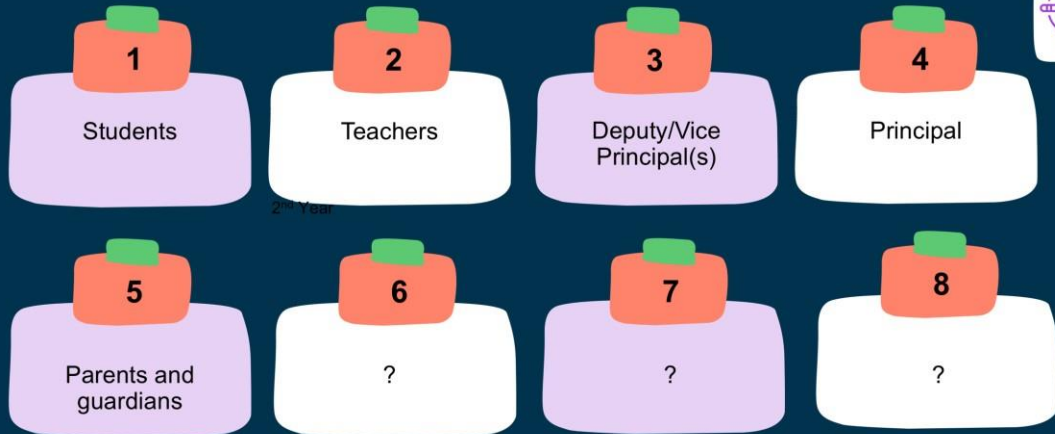 1
2
3
4
Students
Teachers
Deputy/Vice
Principal(s)
Principal
2nd Year
5
6
7
8
Parents and
guardians
?
?
?